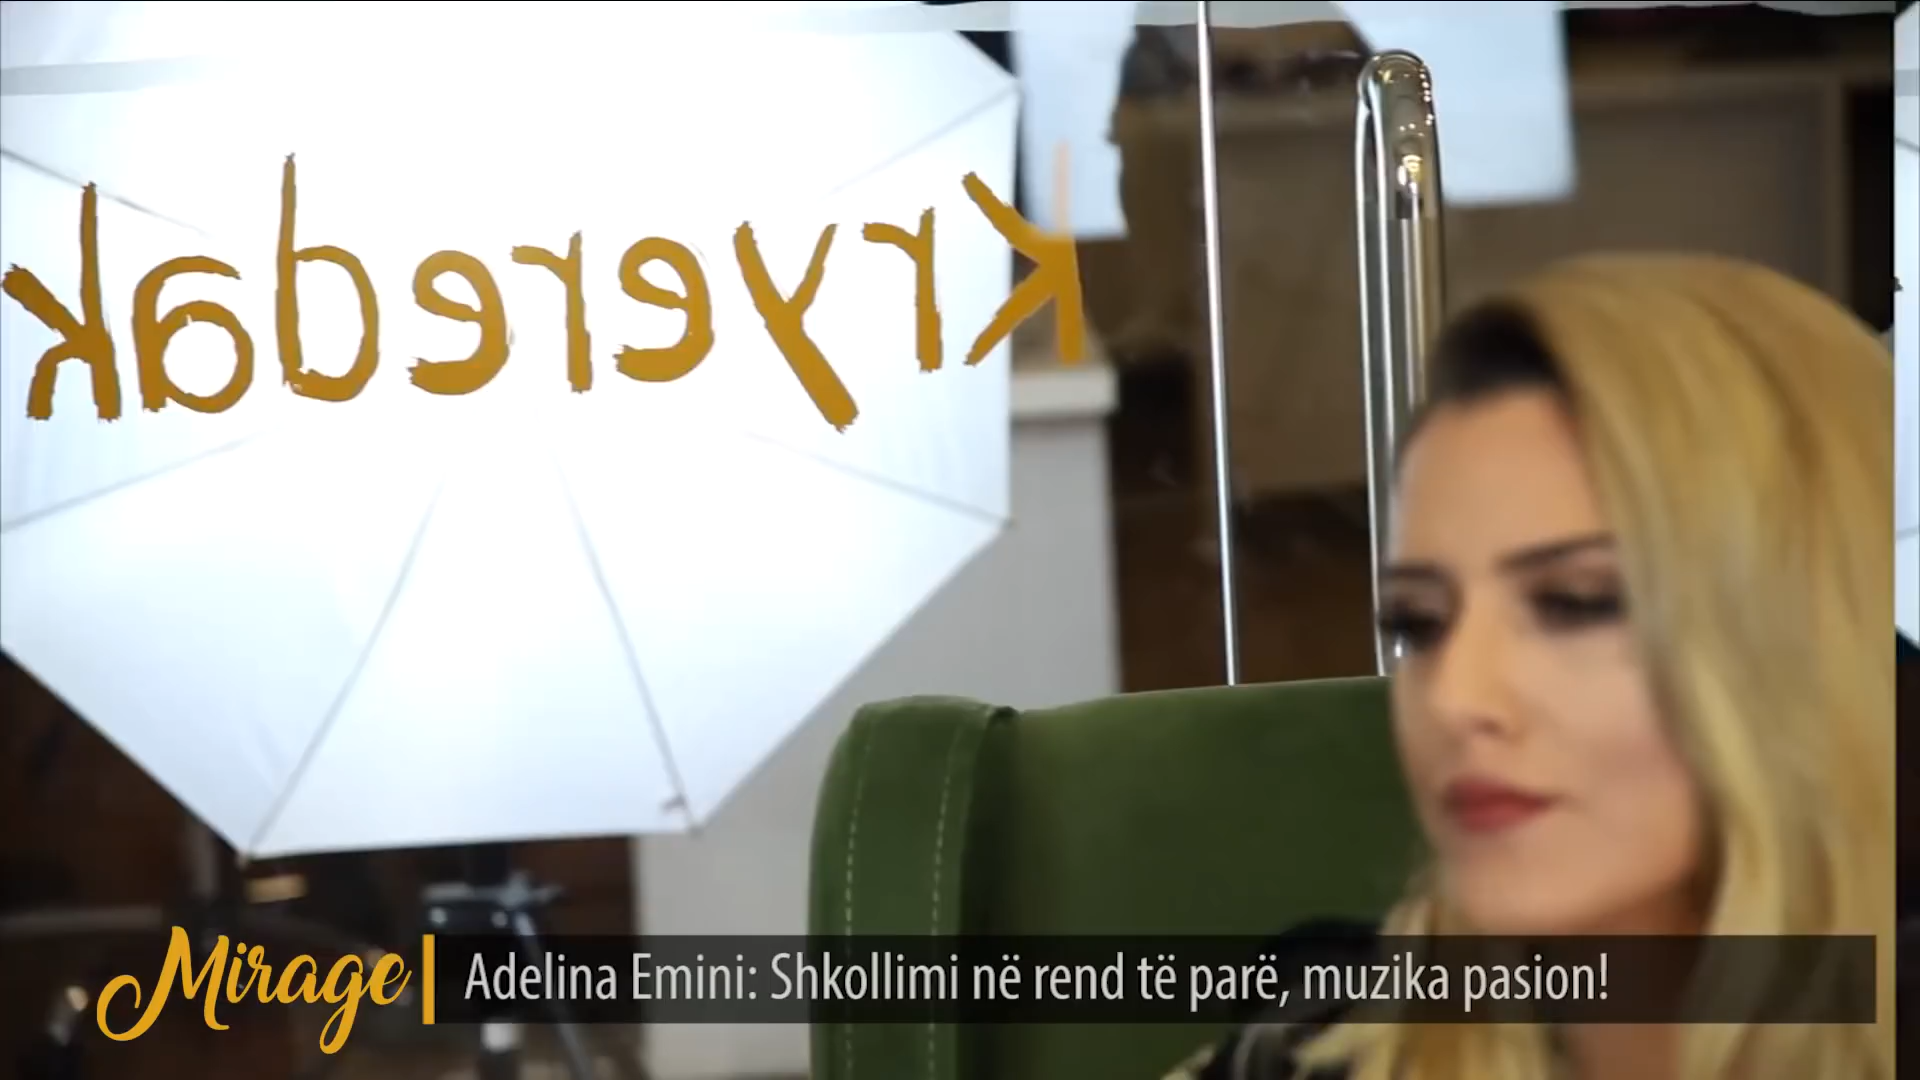 kryeredak
Mirage
Adelina Emini: Shkollimi në rend të parë, muzika pasion!